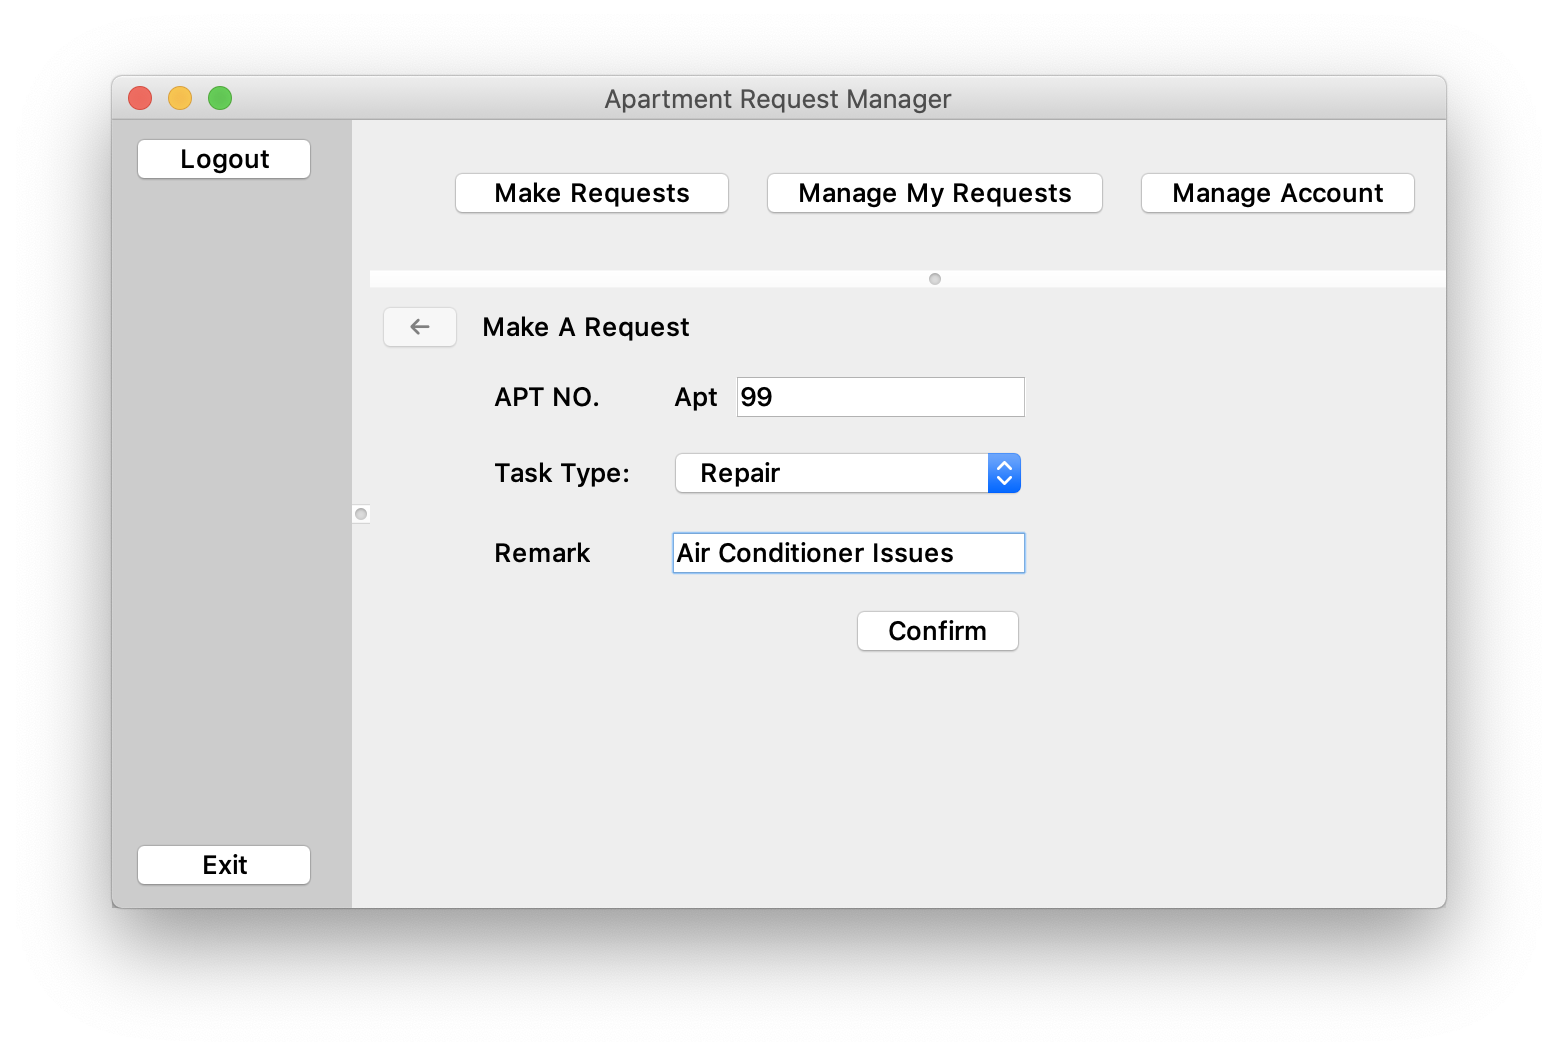 Apartment Request Manager
Logout
Make Requests
Manage My Requests
Manage Account
← Make A Request
APT NO. Apt 99
Task Type: Repair
Remark Air Conditioner Issues
Confirm
Exit